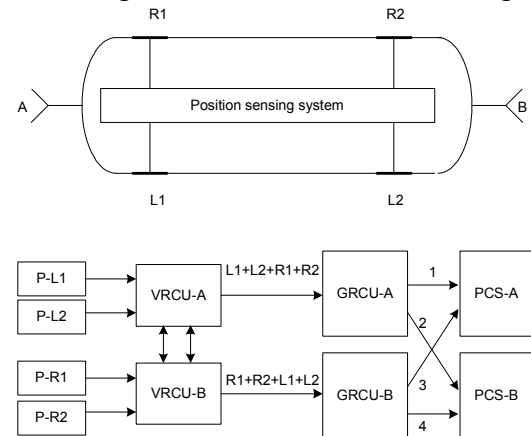 R1 R2
A Position sensing system B
L1 L2
P-L1
P-L2
VRCU-A
L1+L2+R1+R2
GRCU-A
1
2
PCS-A
P-R1
P-R2
VRCU-B
R1+R2+L1+L2
GRCU-B
3
4
PCS-B